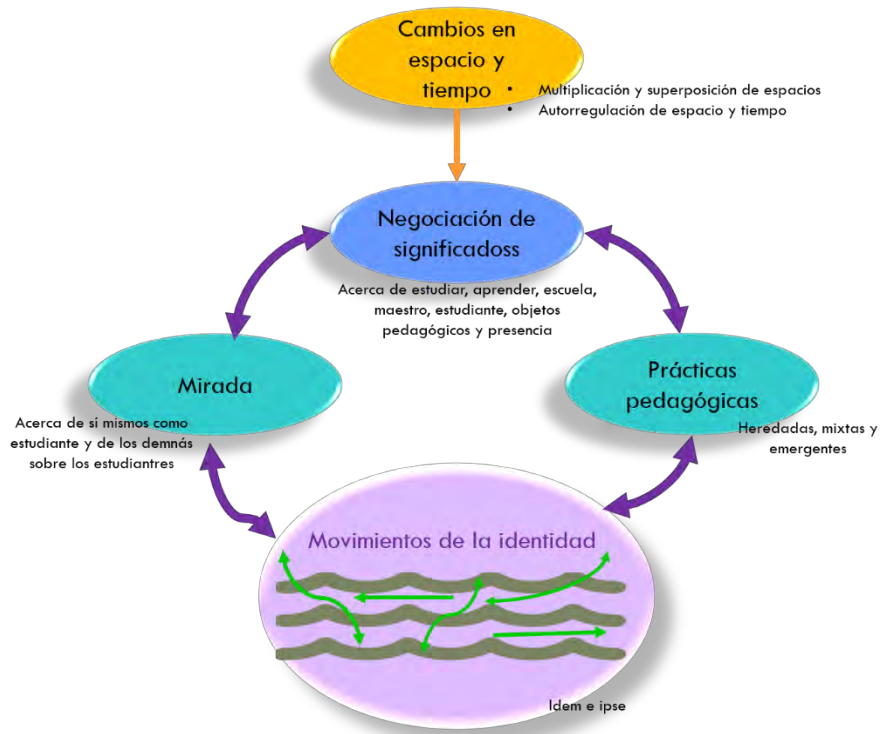 Cambios en
espacio y
tiempo
• Multiplicación y superposición de espacios
• Autorregulación de espacio y tiempo
Negociación de
significadoss
Acerca de estudiar, aprender, escuela,
maestro, estudiante, objetos
pedagógicos y presencia
Mirada
Acerca de sí mismos como
estudiante y de los demnás
sobre los estudiantres
Prácticas
pedagógicas
Heredadas, mixtas y
emergentes
Movimientos de la identidad
Idem e ipse